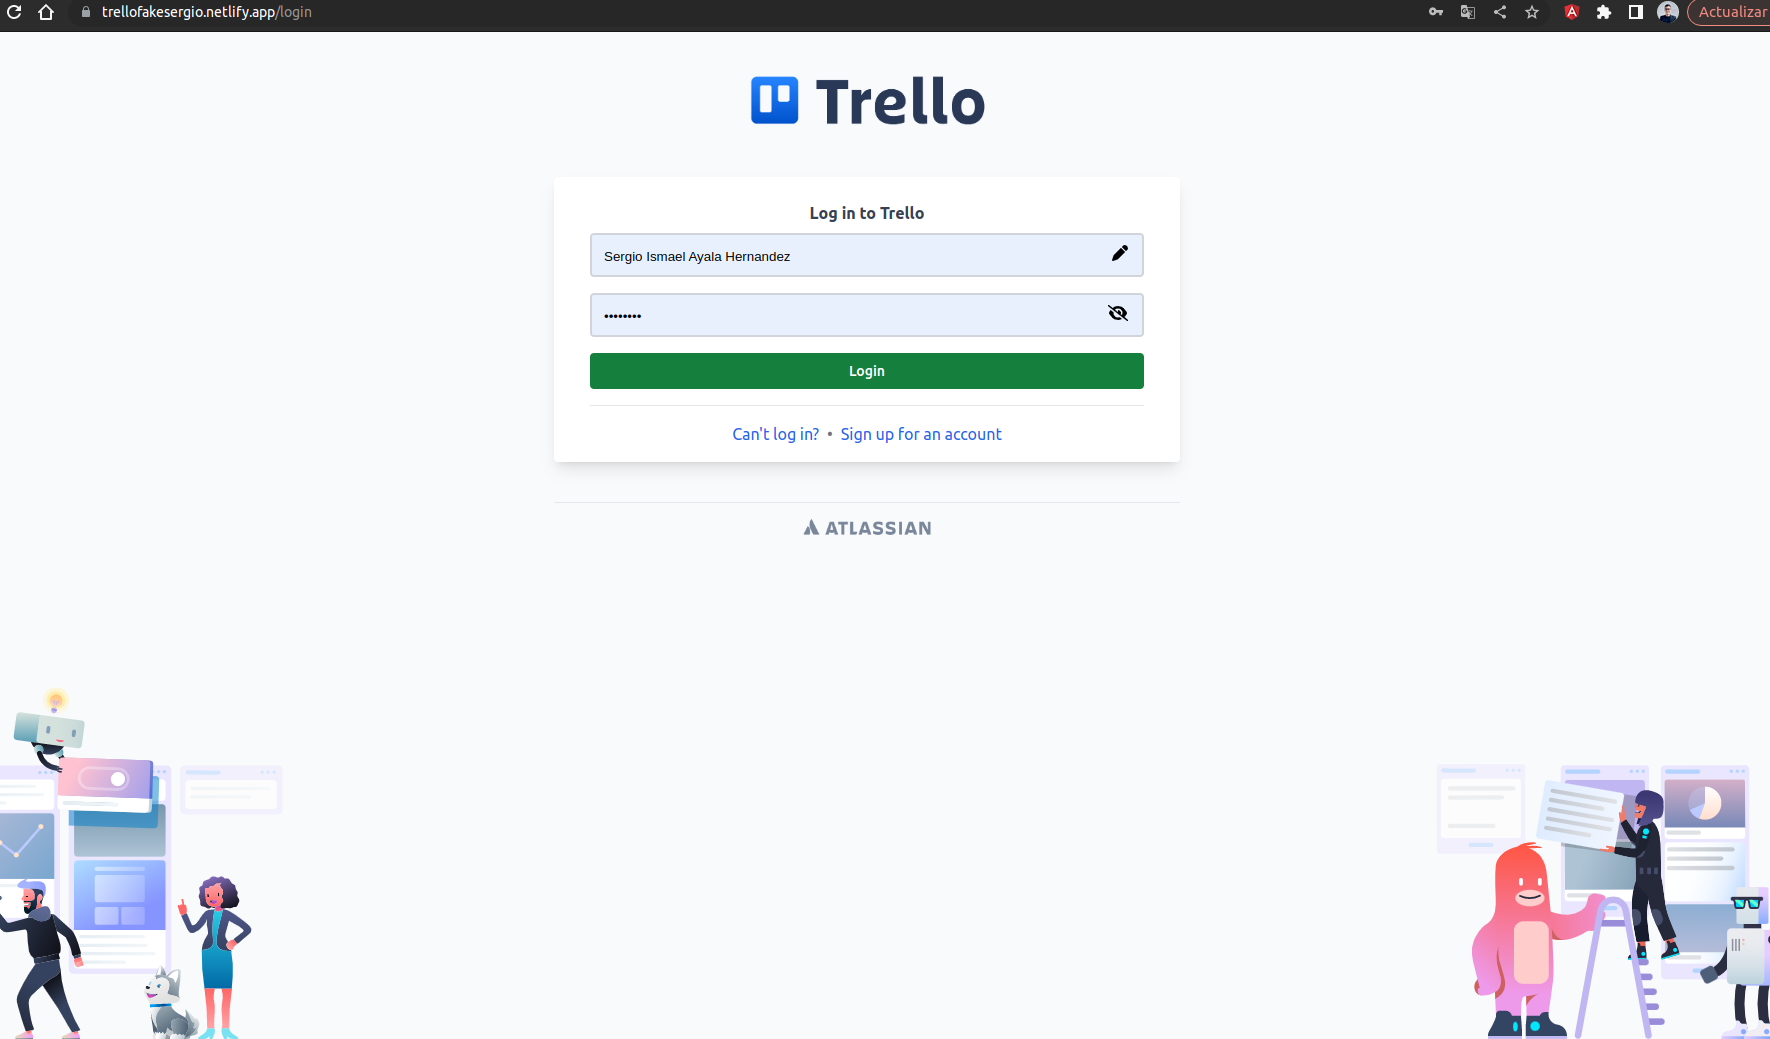 trellofakesergio.netlify.app/login
Actualizar
Trello
Log in to Trello
Sergio Ismael Ayala Hernandez
••••••••
Login
Can't log in? • Sign up for an account
ATLASSIAN